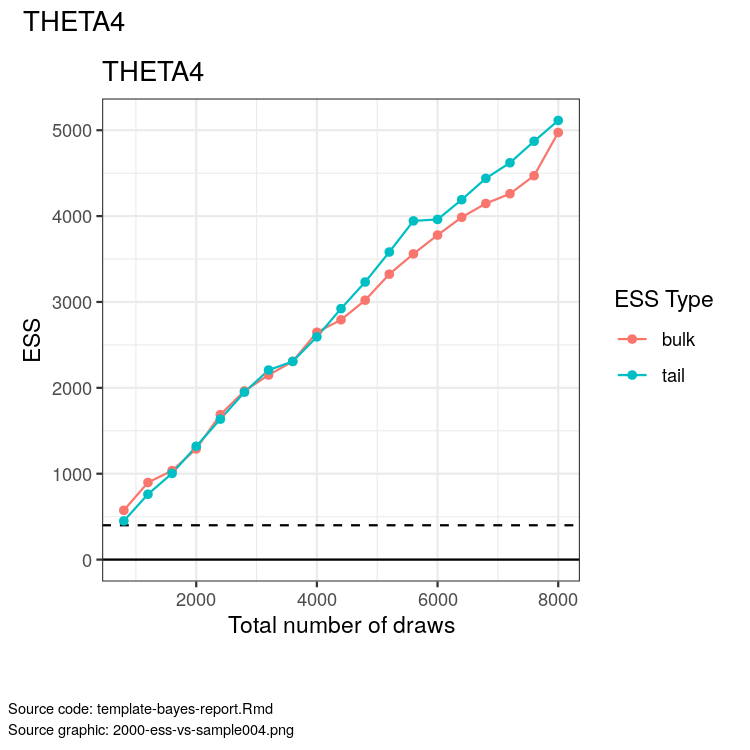 THETA4
THETA4
5000
4000
3000
2000
1000
0
ESS
2000 4000 6000 8000
Total number of draws
ESS Type
bulk
tail
Source code: template-bayes-report.Rmd
Source graphic: 2000-ess-vs-sample004.png